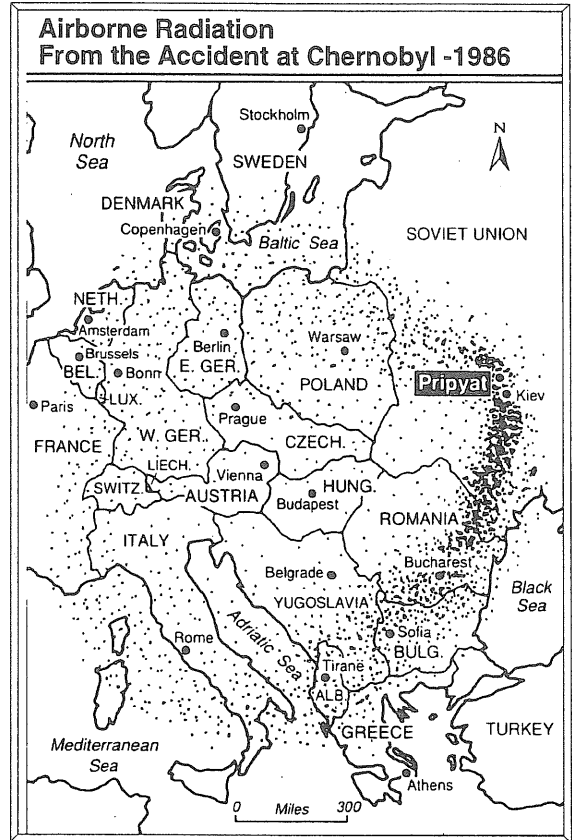 Airborne Radiation
From the Accident at Chernobyl -1986
Stockholm
North
Sea
N
SWEDEN
DENMARK
Copenhagen
Baltic Sea
SOVIET UNION
NETH.
Amsterdam
Warsaw
Berlin
E. GER.
Brussels
BEL.
Bonn
POLAND
Pripyat
Kiev
LUX.
Paris
Prague
W. GER.
CZECH.
FRANCE
LIECH.
Vienna
HUNG.
SWITZ.
AUSTRIA
Budapest
ROMANIA
ITALY
Bucharest
Belgrade
Black
Sea
YUGOSLAVIA
Adriatic Sea
Sofia
BULG.
Rome
Tiranë
ALB.
GREECE
TURKEY
Mediterranean
Sea
Athens
0 Miles 300